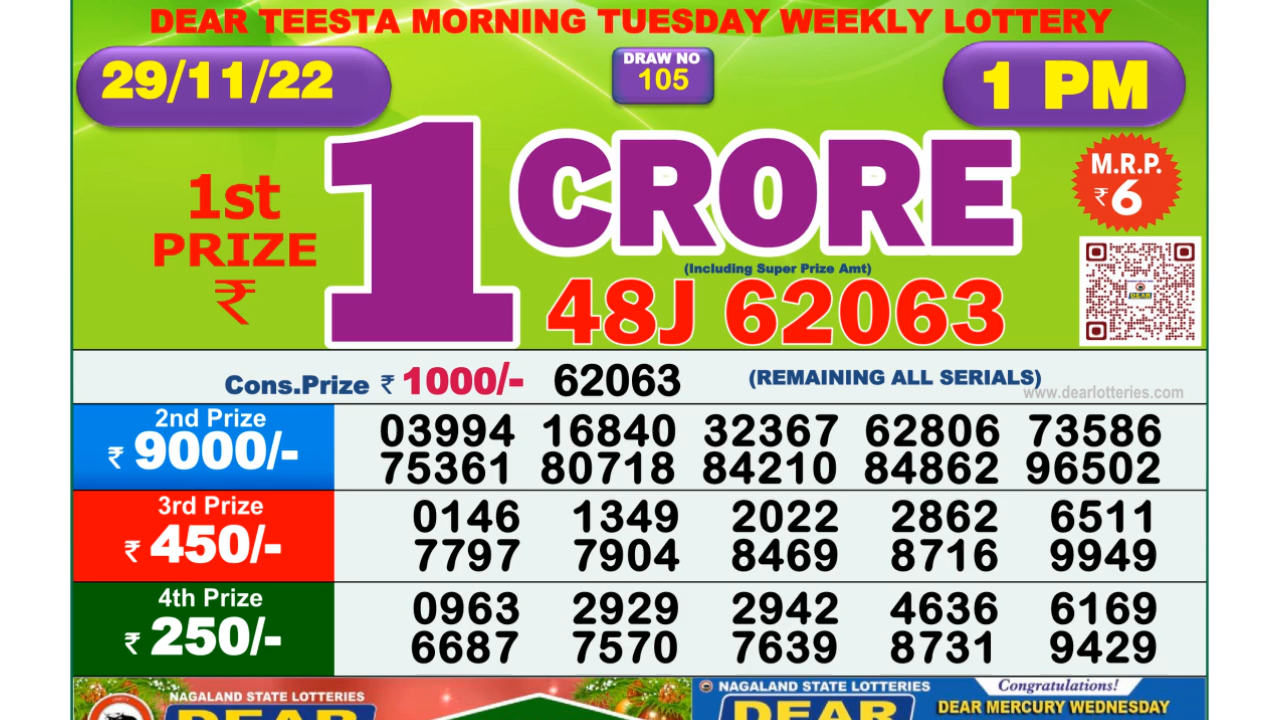 DEAR TEESTA MORNING TUESDAY WEEKLY LOTTERY
29/11/22
DRAW NO
105
1 PM
1st
PRIZE
₹
1 CRORE
M.R.P.
₹6
(Including Super Prize Amt)
48J 62063
DEAR
Cons.Prize ₹ 1000/- 62063 (REMAINING ALL SERIALS)
www.dearlotteries.com
2nd Prize
₹ 9000/-
03994 16840 32367 62806 73586
75361 80718 84210 84862 96502
3rd Prize
₹ 450/-
0146 1349 2022 2862 6511
7797 7904 8469 8716 9949
4th Prize
₹ 250/-
0963 2929 2942 4636 6169
6687 7570 7639 8731 9429
NAGALAND STATE LOTTERIES
DEAR
NAGALAND STATE LOTTERIES
DEAR
Congratulations!
DEAR MERCURY WEDNESDAY